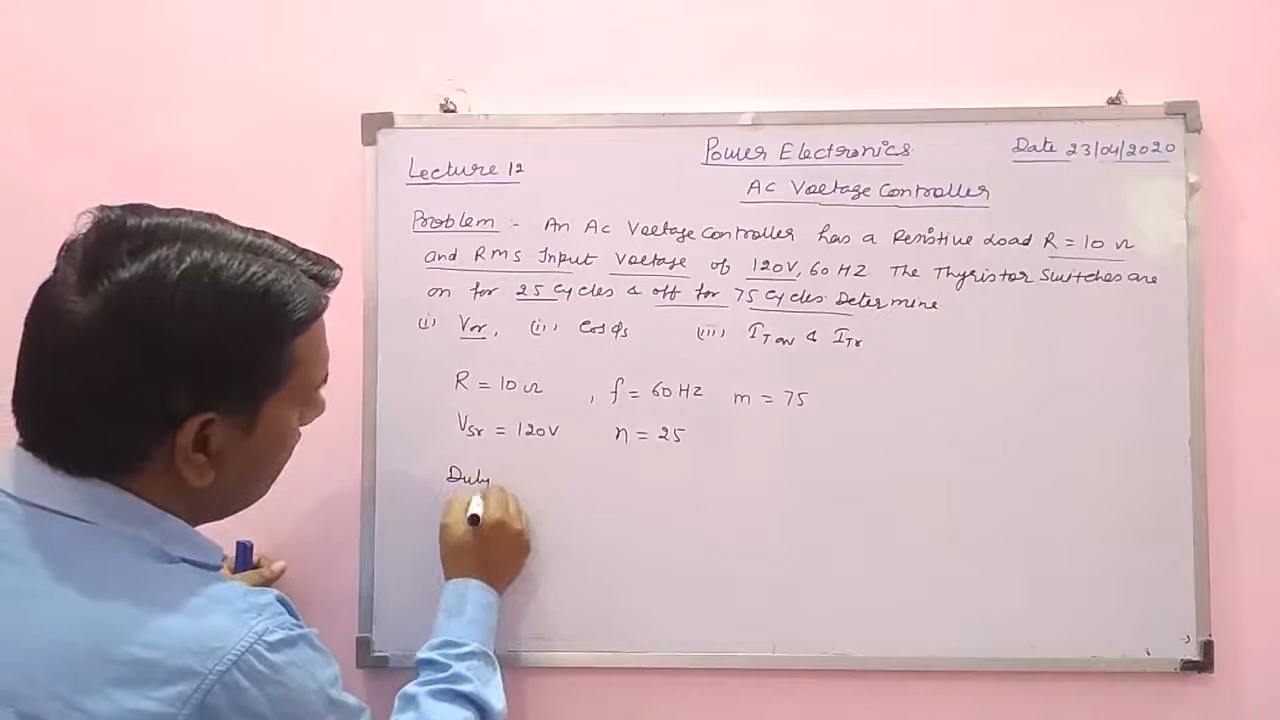 Lecture 12
Power Electronics
Date 23/04/2020
AC Voltage Controller
Problem :- An AC Voltage Controller has a Resistive Load R = 10 Ω
and RMS Input Voltage of 120V, 60 HZ The Thyristor Switches are
on for 25 Cycles & off for 75 Cycles. Determine
(i) Vor, (ii) Cos φs (iii) ITav & ITr
R = 10 Ω , f = 60 HZ m = 75
Vsr = 120V n = 25
Duty